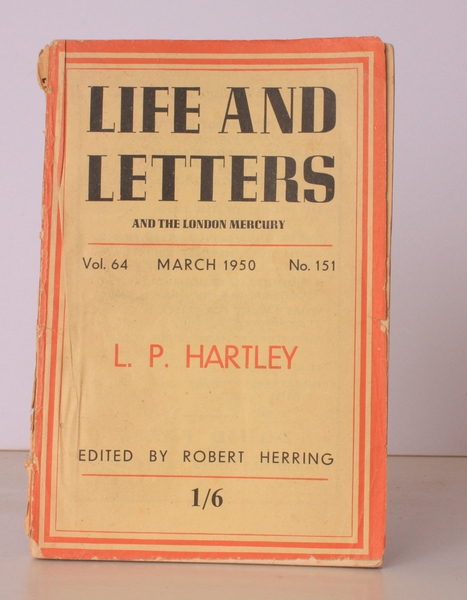 LIFE AND
LETTERS
AND THE LONDON MERCURY
Vol. 64 MARCH 1950 No. 151
L. P. HARTLEY
EDITED BY ROBERT HERRING
1/6